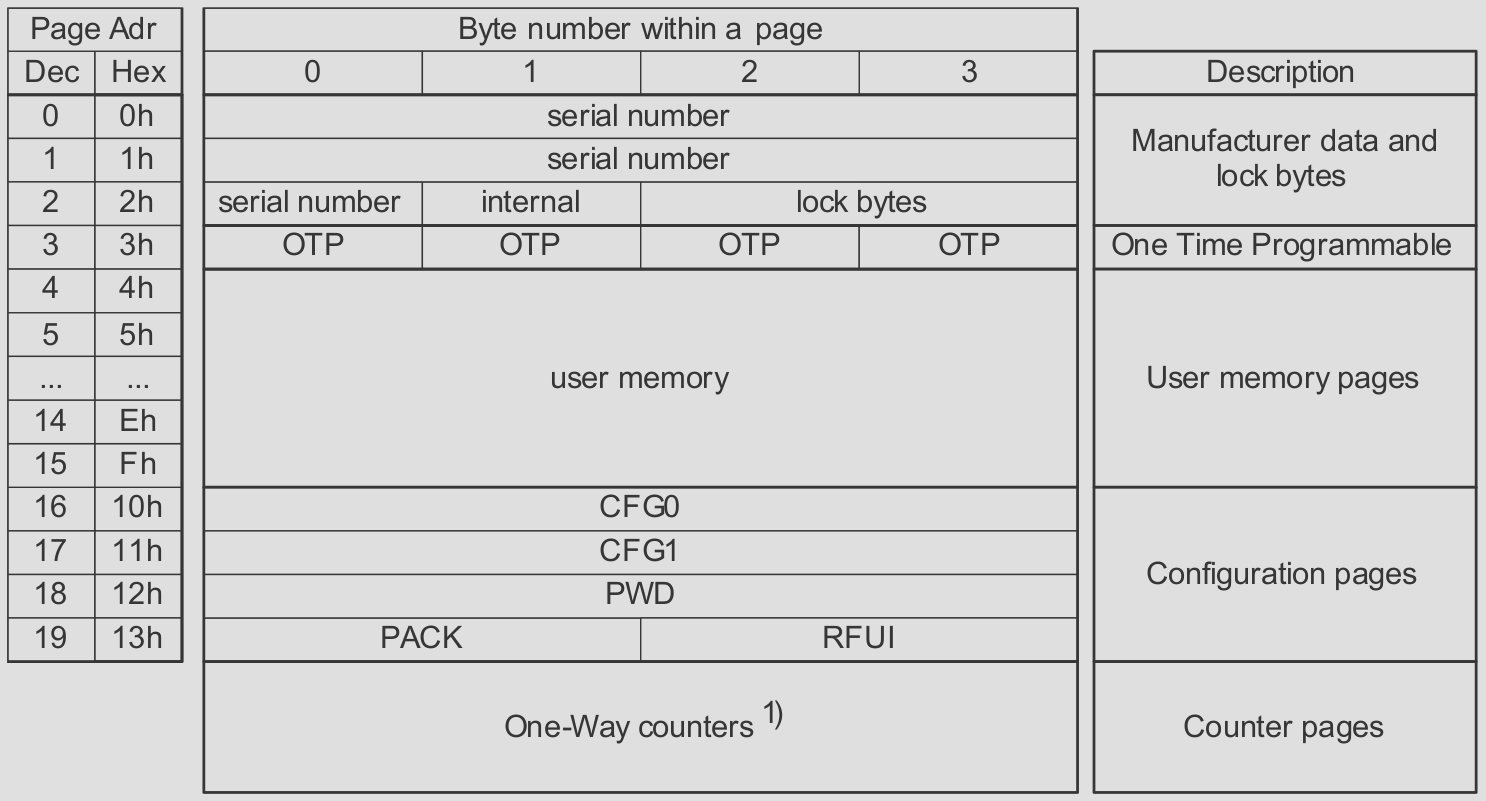 Page Adr Byte number within a page
Dec Hex 0 1 2 3 Description
0 0h serial number
Manufacturer data and
1 1h serial number
lock bytes
2 2h serial number internal lock bytes
3 3h OTP OTP OTP OTP One Time Programmable
4 4h
5 5h
... ... user memory User memory pages
14 Eh
15 Fh
16 10h CFG0
17 11h CFG1
Configuration pages
18 12h PWD
19 13h PACK RFUI
One-Way counters 1) Counter pages